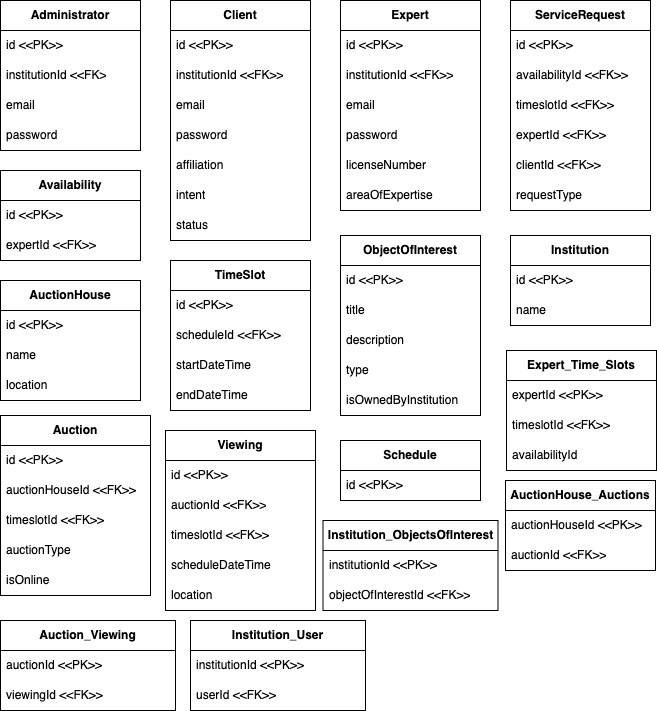 Administrator
id <<PK>>
institutionId <<FK>
email
password
Client
id <<PK>>
institutionId <<FK>>
email
password
affiliation
intent
status
Expert
id <<PK>>
institutionId <<FK>>
email
password
licenseNumber
areaOfExpertise
ServiceRequest
id <<PK>>
availabilityId <<FK>>
timeslotId <<FK>>
expertId <<FK>>
clientId <<FK>>
requestType
Availability
id <<PK>>
expertId <<FK>>
AuctionHouse
id <<PK>>
name
location
TimeSlot
id <<PK>>
scheduleId <<FK>>
startDateTime
endDateTime
ObjectOfInterest
id <<PK>>
title
description
type
isOwnedByInstitution
Institution
id <<PK>>
name
Expert_Time_Slots
expertId <<PK>>
timeslotId <<FK>>
availabilityId
Auction
id <<PK>>
auctionHouseId <<FK>>
timeslotId <<FK>>
auctionType
isOnline
Viewing
id <<PK>>
auctionId <<FK>>
timeslotId <<FK>>
scheduleDateTime
location
Schedule
id <<PK>>
AuctionHouse_Auctions
auctionHouseId <<PK>>
auctionId <<FK>>
Institution_ObjectsOfInterest
institutionId <<PK>>
objectOfInterestId <<FK>>
Auction_Viewing
auctionId <<PK>>
viewingId <<FK>>
Institution_User
institutionId <<PK>>
userId <<FK>>